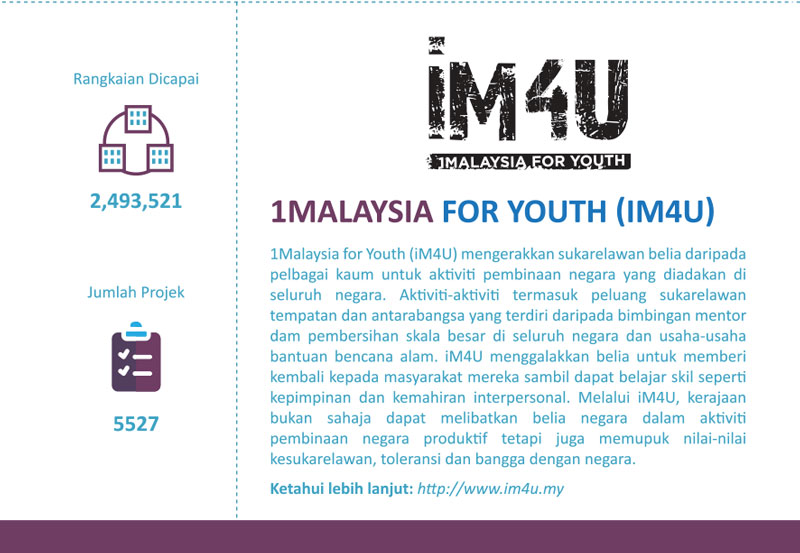 Rangkaian Dicapai
2,493,521
Jumlah Projek
5527
iM4U
1MALAYSIA FOR YOUTH
1MALAYSIA FOR YOUTH (IM4U)
1Malaysia for Youth (iM4U) mengerakkan sukarelawan belia daripada
pelbagai kaum untuk aktiviti pembinaan negara yang diadakan di
seluruh negara. Aktiviti-aktiviti termasuk peluang sukarelawan
tempatan dan antarabangsa yang terdiri daripada bimbingan mentor
dam pembersihan skala besar di seluruh negara dan usaha-usaha
bantuan bencana alam. iM4U menggalakkan belia untuk memberi
kembali kepada masyarakat mereka sambil dapat belajar skil seperti
kepimpinan dan kemahiran interpersonal. Melalui iM4U, kerajaan
bukan sahaja dapat melibatkan belia negara dalam aktiviti
pembinaan negara produktif tetapi juga memupuk nilai-nilai
kesukarelawan, toleransi dan bangga dengan negara.
Ketahui lebih lanjut: http://www.im4u.my